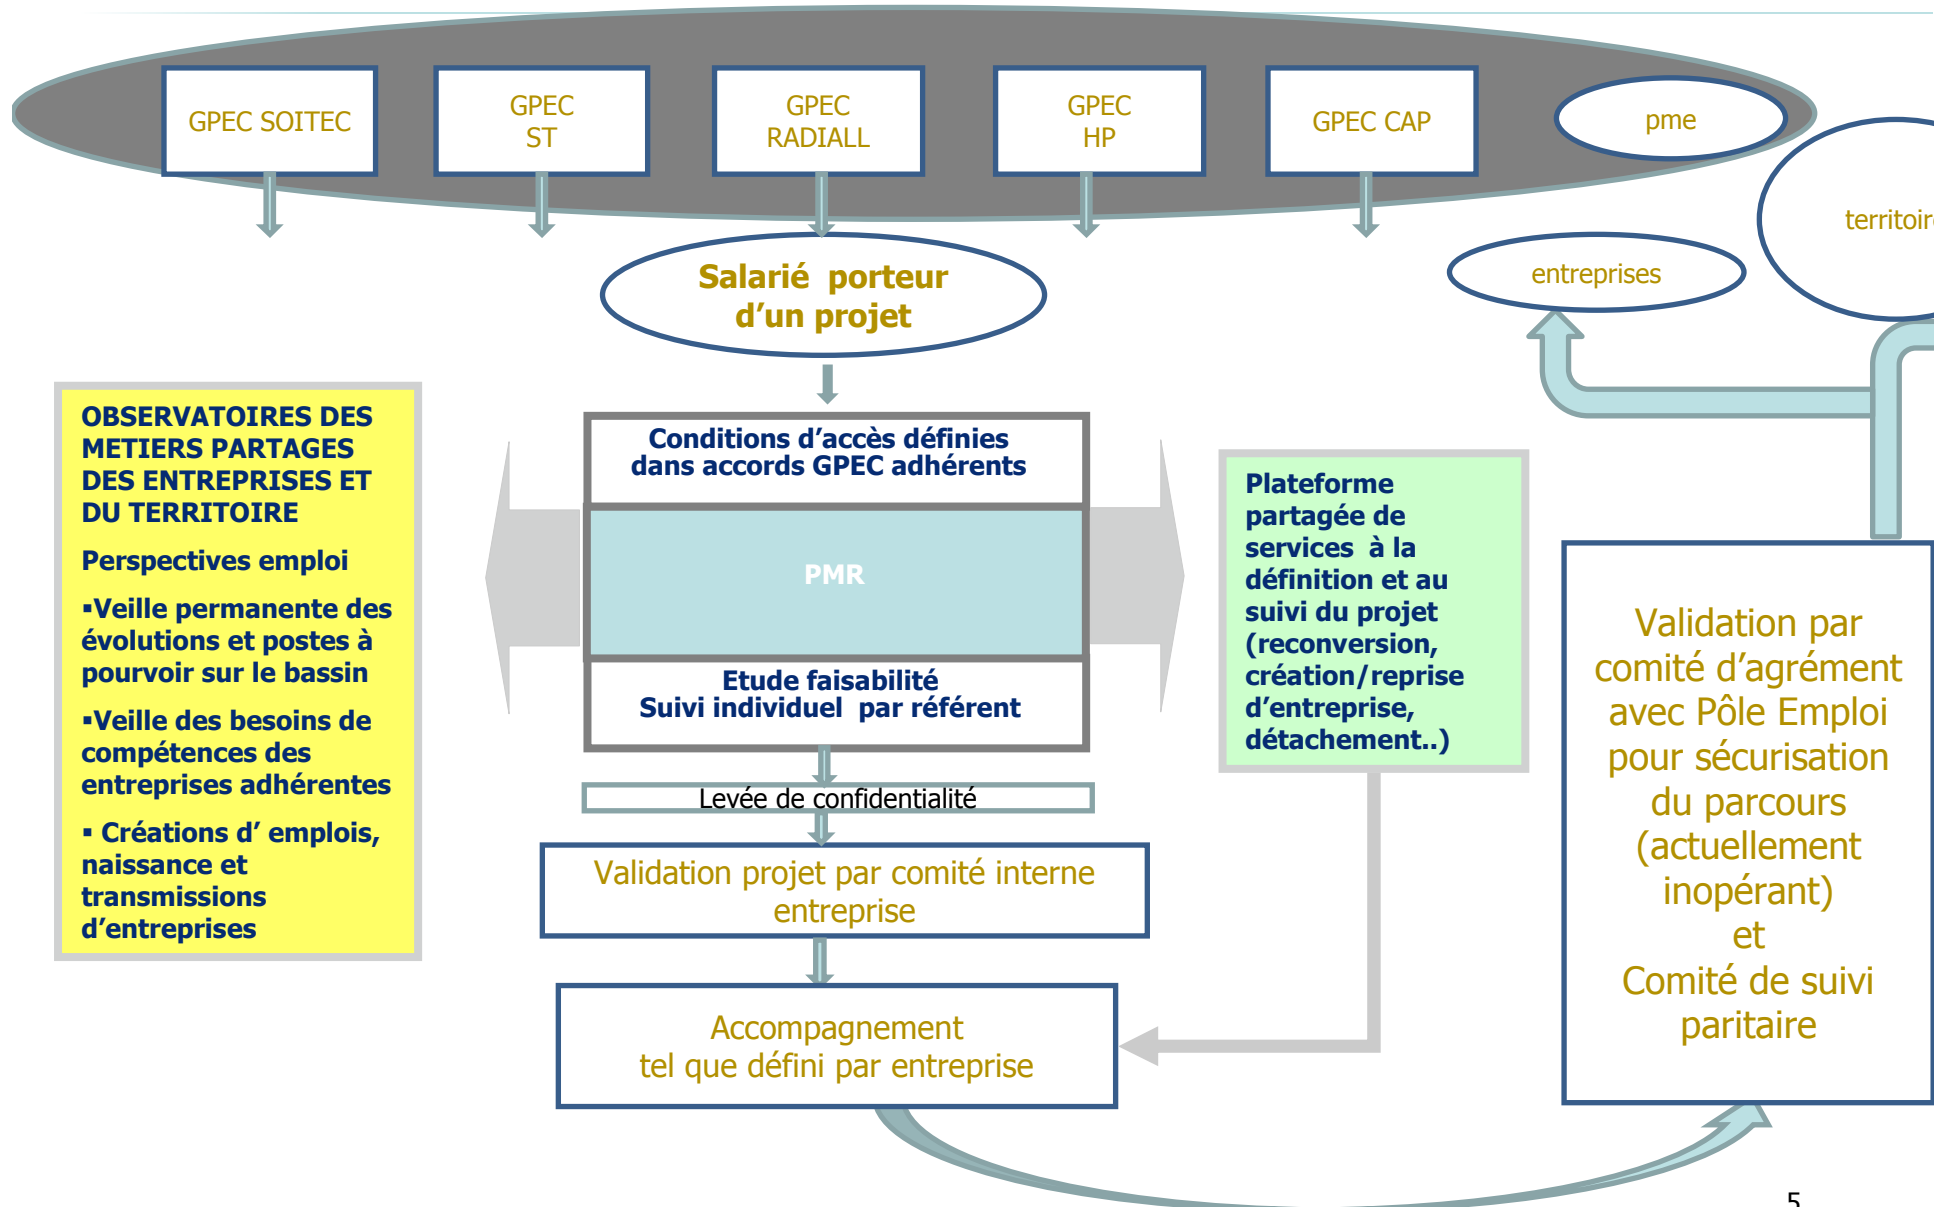 GPEC SOITEC
GPEC
ST
GPEC
RADIALL
GPEC
HP
GPEC CAP
pme
territoir
entreprises
Salarié porteur
d’un projet
OBSERVATOIRES DES
METIERS PARTAGES
DES ENTREPRISES ET
DU TERRITOIRE
Perspectives emploi
▪Veille permanente des
évolutions et postes à
pourvoir sur le bassin
▪Veille des besoins de
compétences des
entreprises adhérentes
▪ Créations d’ emplois,
naissance et
transmissions
d’entreprises
Conditions d’accès définies
dans accords GPEC adhérents
PMR
Etude faisabilité
Suivi individuel par référent
Levée de confidentialité
Validation projet par comité interne
entreprise
Accompagnement
tel que défini par entreprise
Plateforme
partagée de
services à la
définition et au
suivi du projet
(reconversion,
création/reprise
d’entreprise,
détachement..)
Validation par
comité d’agrément
avec Pôle Emploi
pour sécurisation
du parcours
(actuellement
inopérant)
et
Comité de suivi
paritaire
5